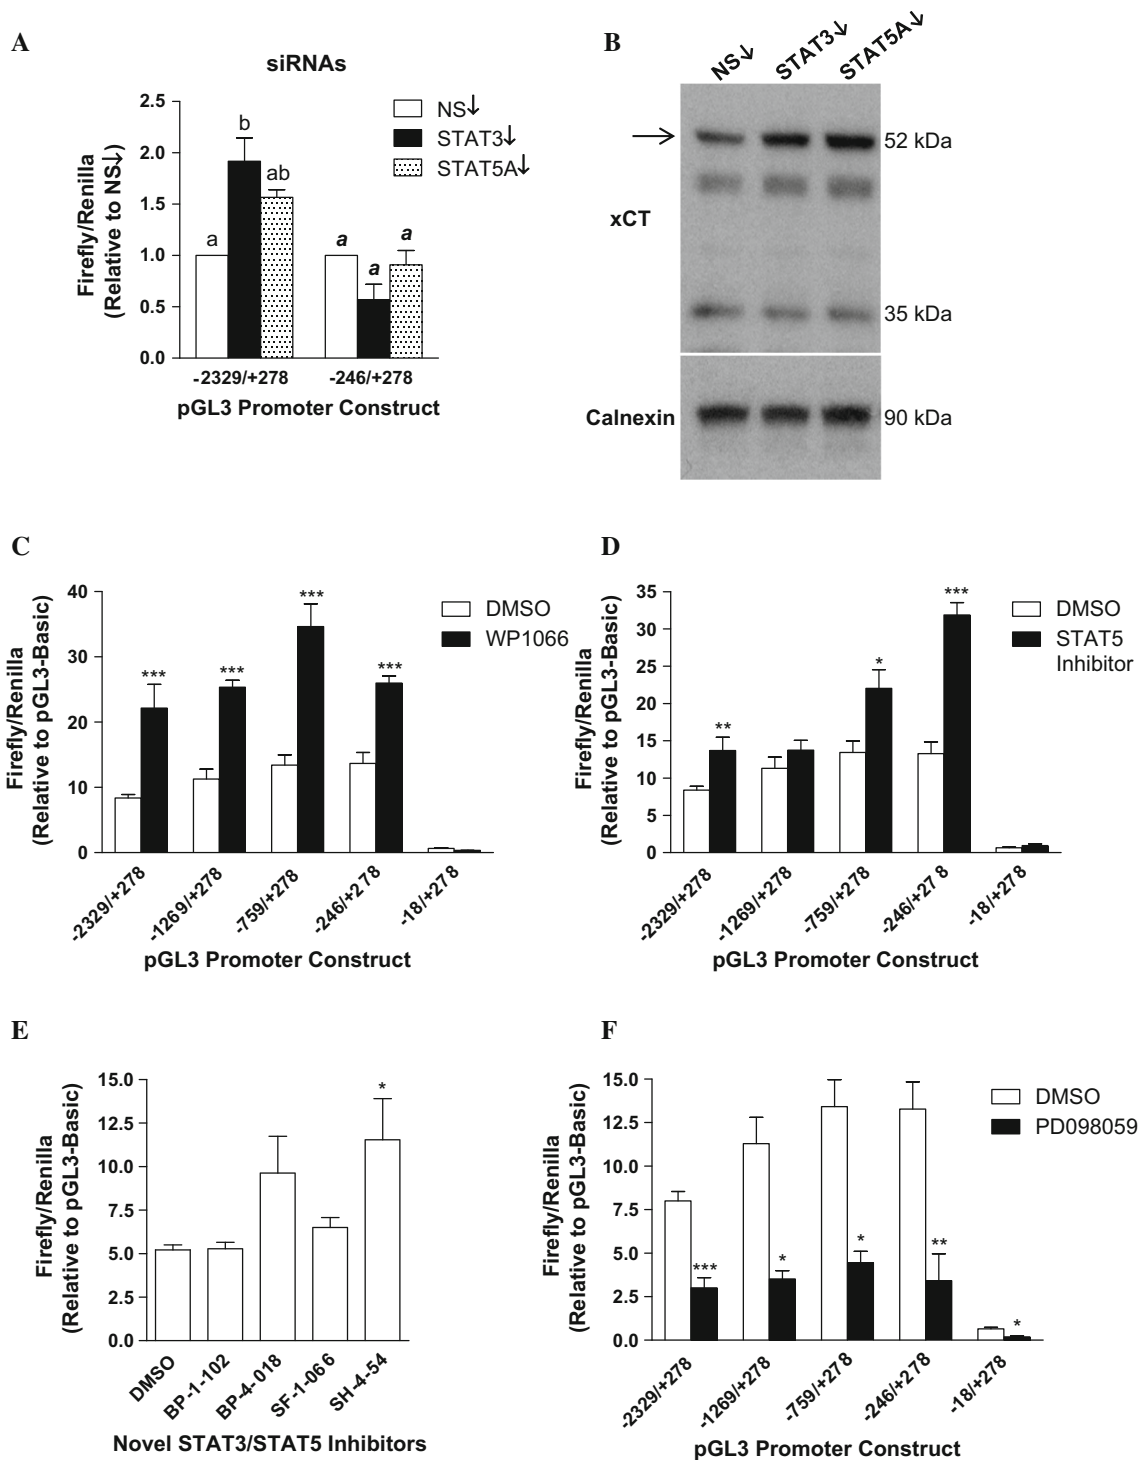 A
siRNAs
Firefly/Renilla
(Relative to NS↓)
2.5
2.0
1.5
1.0
0.5
0.0
a
b
ab
a
a
a
NS↓
STAT3↓
STAT5A↓
-2329/+278
-246/+278
pGL3 Promoter Construct
B
NS↓
STAT3↓
STAT5A↓
52 kDa
xCT
35 kDa
Calnexin
90 kDa
C
Firefly/Renilla
(Relative to pGL3-Basic)
40
30
20
10
0
***
***
***
***
DMSO
WP1066
-2329/+278
-1269/+278
-759/+278
-246/+278
-18/+278
pGL3 Promoter Construct
D
Firefly/Renilla
(Relative to pGL3-Basic)
35
30
25
20
15
10
5
0
**
*
***
DMSO
STAT5
Inhibitor
-2329/+278
-1269/+278
-759/+278
-246/+278
-18/+278
pGL3 Promoter Construct
E
Firefly/Renilla
(Relative to pGL3-Basic)
15.0
12.5
10.0
7.5
5.0
2.5
0.0
*
DMSO
BP-1-102
BP-4-018
SF-1-066
SH-4-54
Novel STAT3/STAT5 Inhibitors
F
Firefly/Renilla
(Relative to pGL3-Basic)
15.0
12.5
10.0
7.5
5.0
2.5
0.0
***
*
*
**
*
DMSO
PD098059
-2329/+278
-1269/+278
-759/+278
-246/+278
-18/+278
pGL3 Promoter Construct